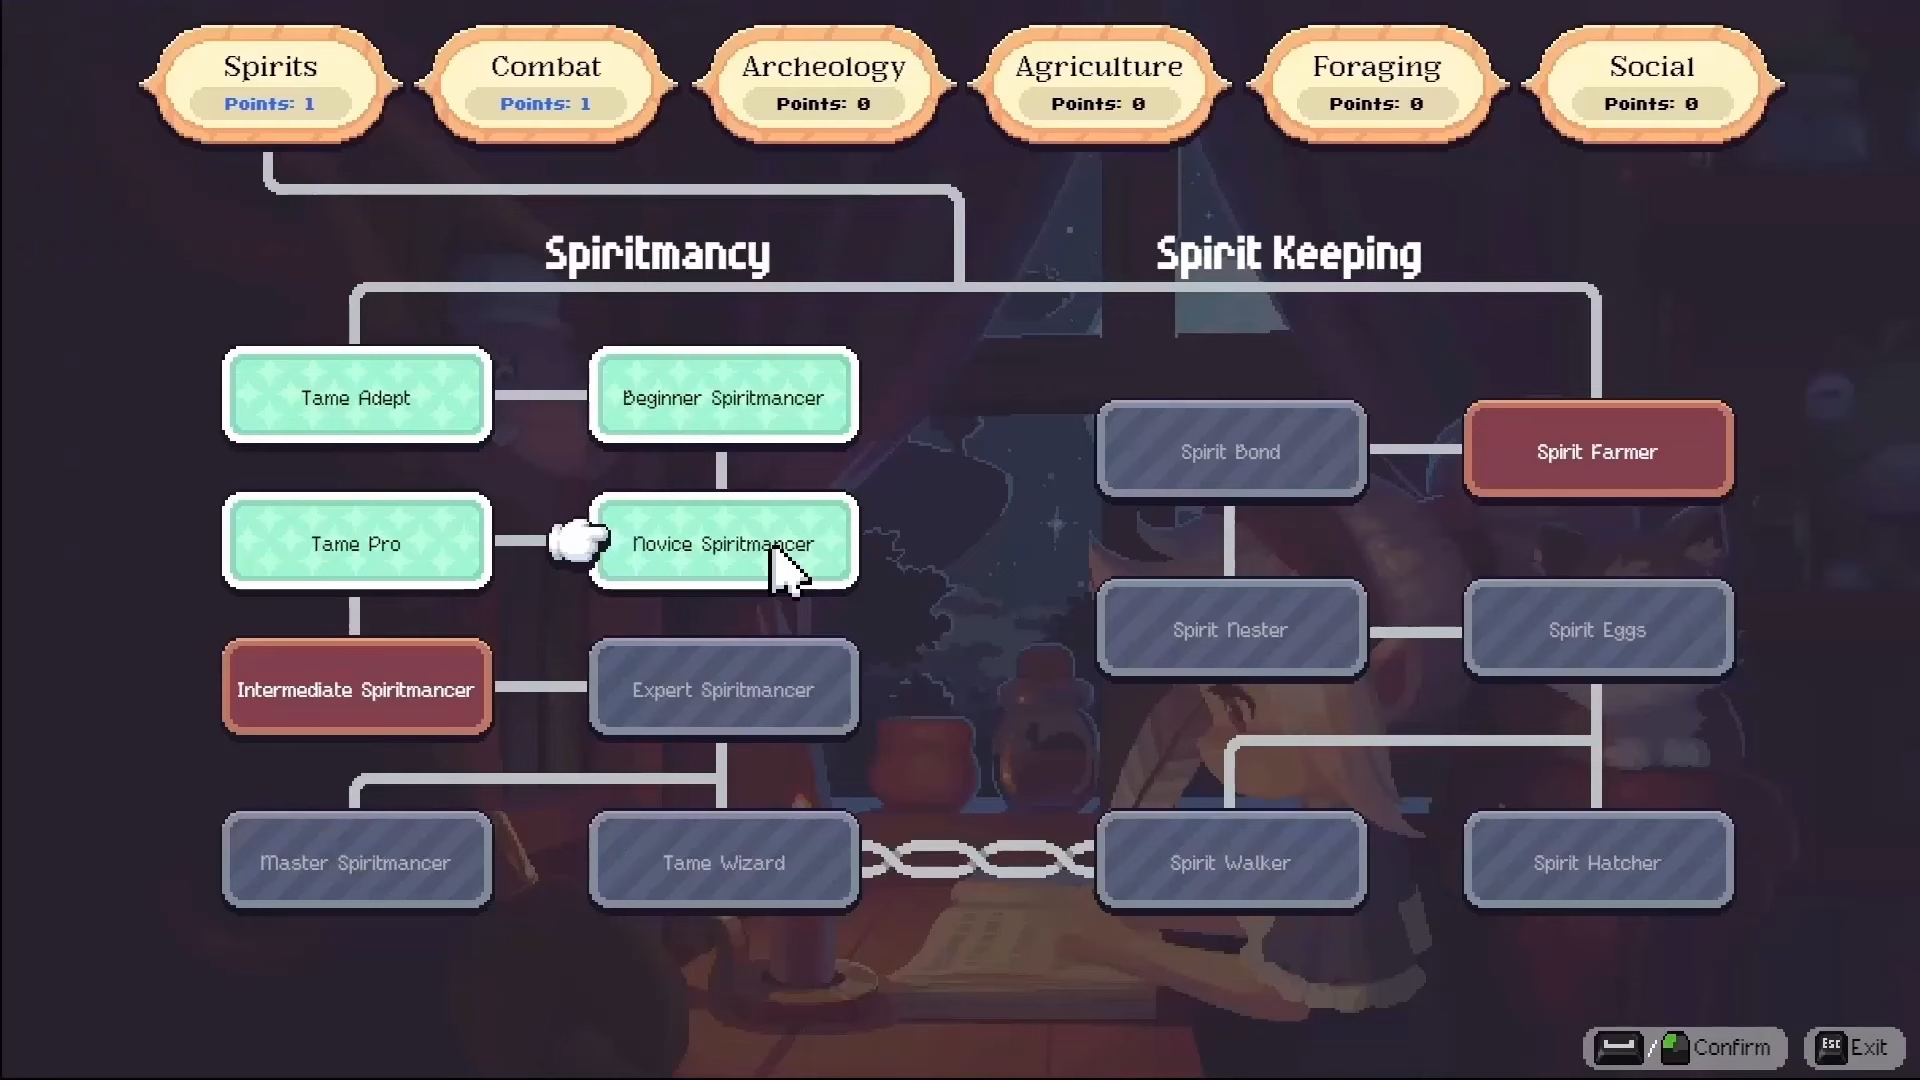 Spirits
Points: 1
Combat
Points: 1
Archeology
Points: 0
Agriculture
Points: 0
Foraging
Points: 0
Social
Points: 0
Spiritmancy
Spirit Keeping
Tame Adept
Beginner Spiritmancer
Spirit Bond
Spirit Farmer
Tame Pro
Novice Spiritmancer
Spirit Nester
Spirit Eggs
Intermediate Spiritmancer
Expert Spiritmancer
Master Spiritmancer
Tame Wizard
Spirit Walker
Spirit Hatcher
/ Confirm
Esc Exit